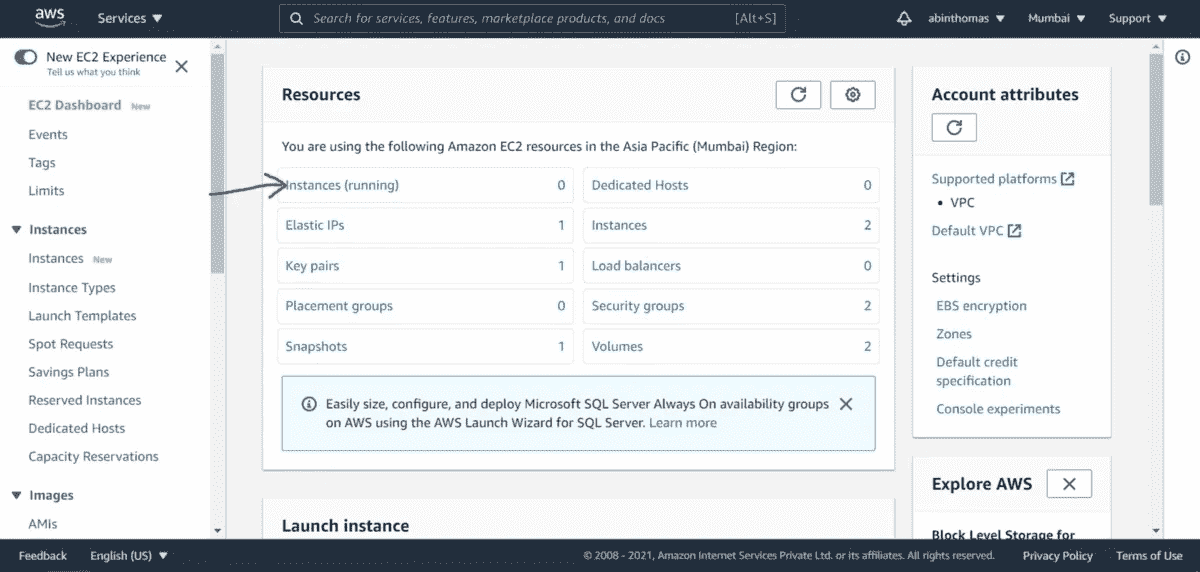 aws
Services ▼
Search for services, features, marketplace products, and docs
[Alt+S]
abinthomas ▼
Mumbai ▼
Support ▼
New EC2 Experience
Tell us what you think
EC2 Dashboard New
Events
Tags
Limits
▼ Instances
Instances New
Instance Types
Launch Templates
Spot Requests
Savings Plans
Reserved Instances
Dedicated Hosts
Capacity Reservations
▼ Images
AMIs
Resources
You are using the following Amazon EC2 resources in the Asia Pacific (Mumbai) Region:
Instances (running) 0
Dedicated Hosts 0
Elastic IPs 1
Instances 2
Key pairs 1
Load balancers 0
Placement groups 0
Security groups 2
Snapshots 1
Volumes 2
Easily size, configure, and deploy Microsoft SQL Server Always On availability groups
on AWS using the AWS Launch Wizard for SQL Server. Learn more
Launch instance
Account attributes
Supported platforms
• VPC
Default VPC
Settings
EBS encryption
Zones
Default credit
specification
Console experiments
Explore AWS
Block Level Storage for
Feedback
English (US) ▼
© 2008 - 2021, Amazon Internet Services Private Ltd. or its affiliates. All rights reserved.
Privacy Policy
Terms of Use